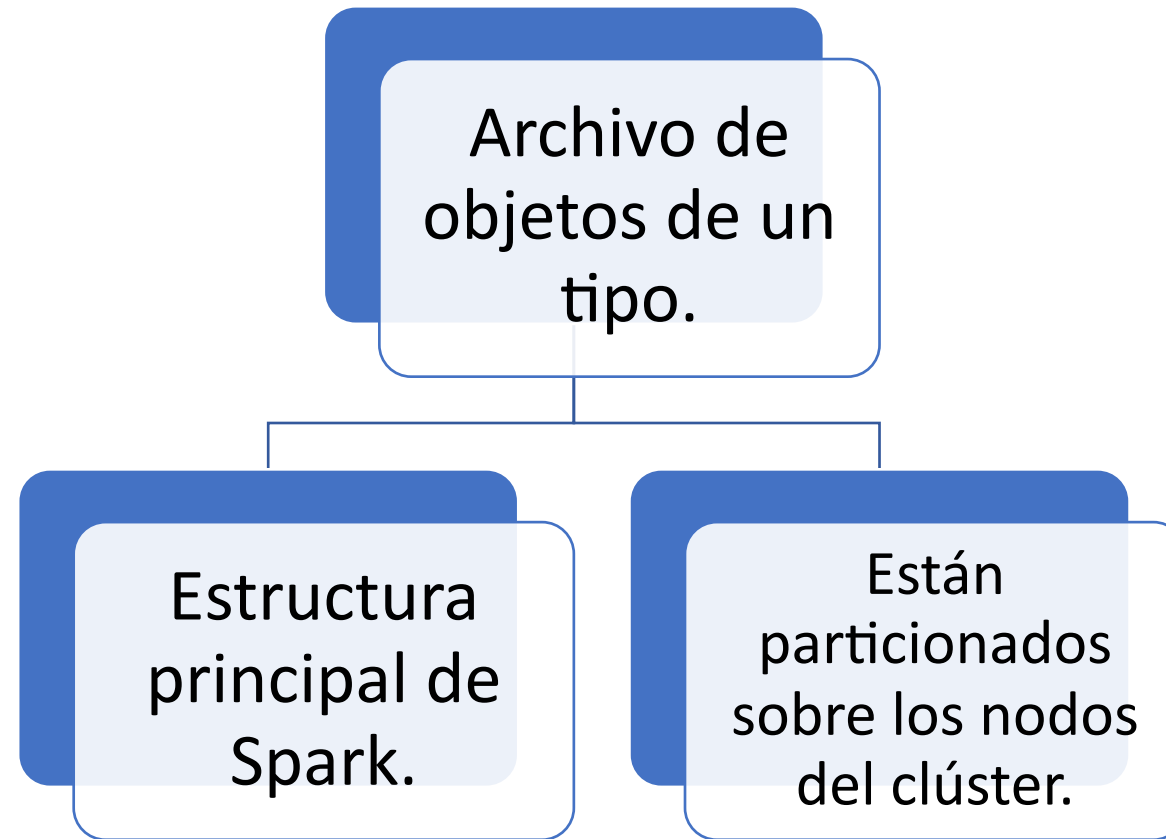 Archivo de
objetos de un
tipo.
Estructura
principal de
Spark.
Están
particionados
sobre los nodos
del clúster.